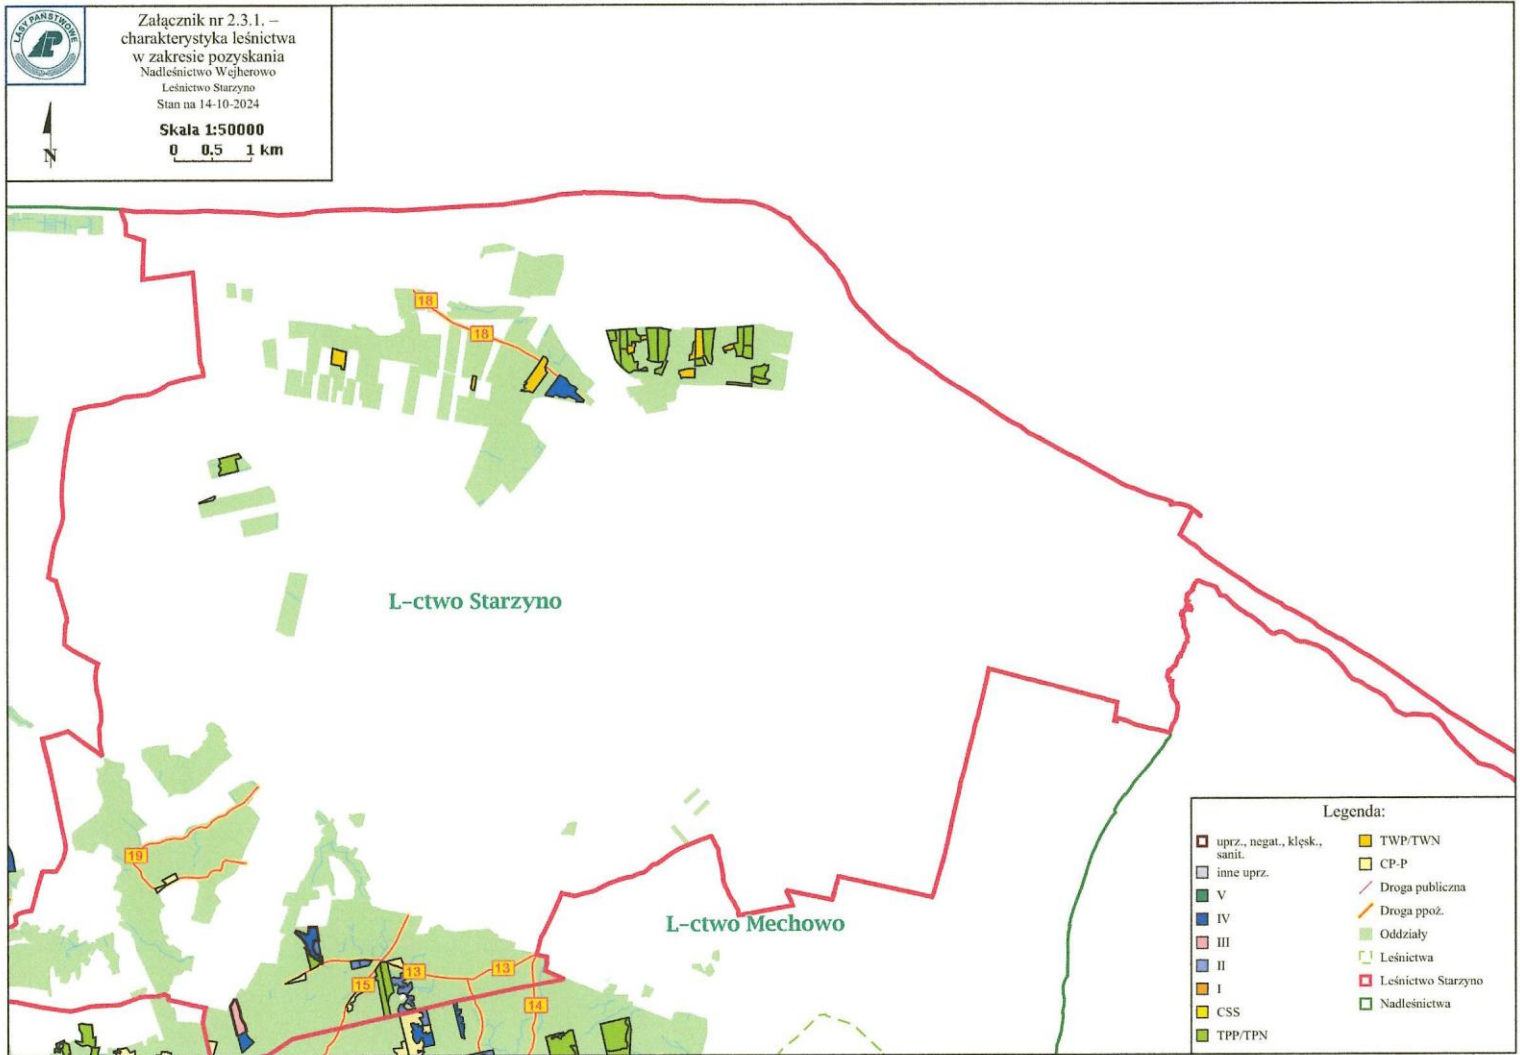 LASY PAŃSTWOWE
Załącznik nr 2.3.1. –
charakterystyka leśnictwa
w zakresie pozyskania
Nadleśnictwo Wejherowo
Leśnictwo Starzyno
Stan na 14-10-2024
Skala 1:50000
0 0.5 1 km
N
18
18
L-ctwo Starzyno
19
L-ctwo Mechowo
13
13
15
14
Legenda:
uprz., negat., klęsk.,
sanit.
inne uprz.
V
IV
III
II
I
CSS
TPP/TPN
TWP/TWN
CP-P
Droga publiczna
Droga ppoż.
Oddziały
Leśnictwa
Leśnictwo Starzyno
Nadleśnictwa